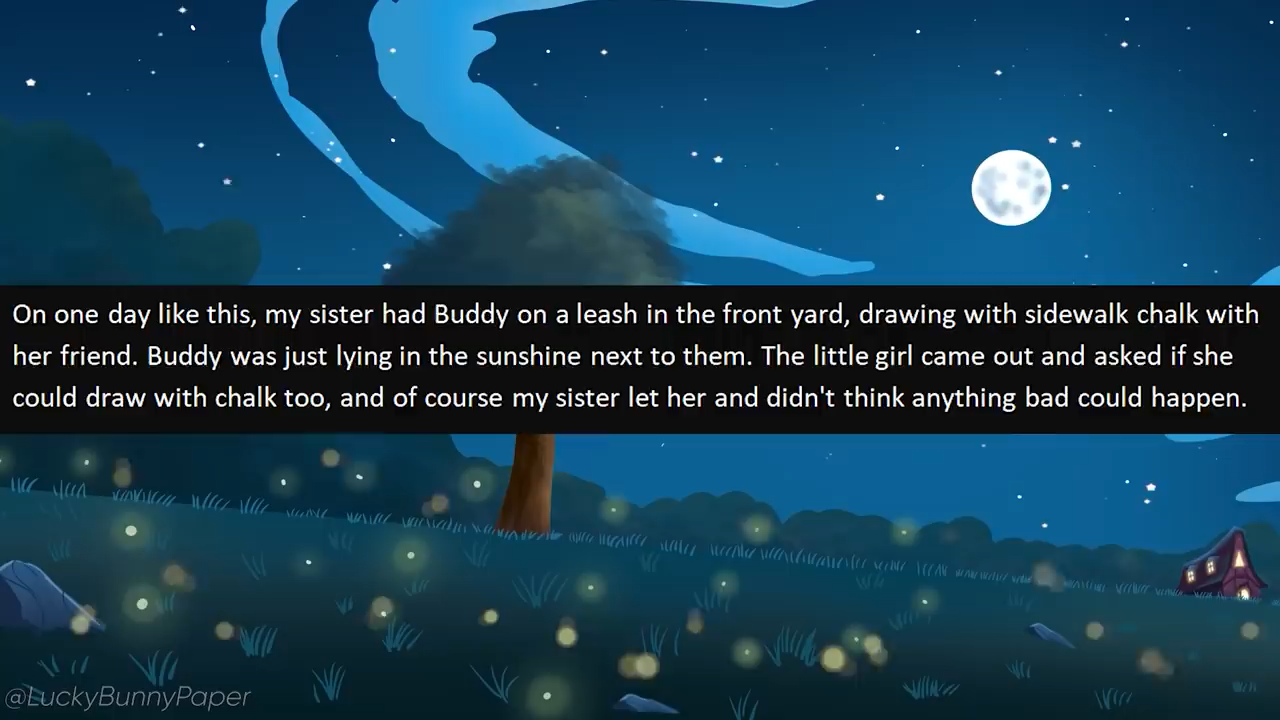 On one day like this, my sister had Buddy on a leash in the front yard, drawing with sidewalk chalk with
her friend. Buddy was just lying in the sunshine next to them. The little girl came out and asked if she
could draw with chalk too, and of course my sister let her and didn't think anything bad could happen.
@LuckyBunnyPaper